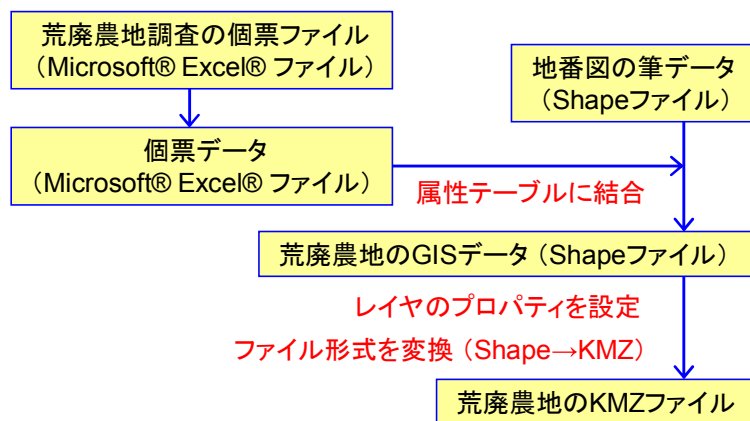 荒廃農地調査の個票ファイル
（Microsoft® Excel® ファイル）
地番図の筆データ
（Shapeファイル）
個票データ
（Microsoft® Excel® ファイル）
属性テーブルに結合
荒廃農地のGISデータ（Shapeファイル）
レイヤのプロパティを設定
ファイル形式を変換（Shape→KMZ）
荒廃農地のKMZファイル